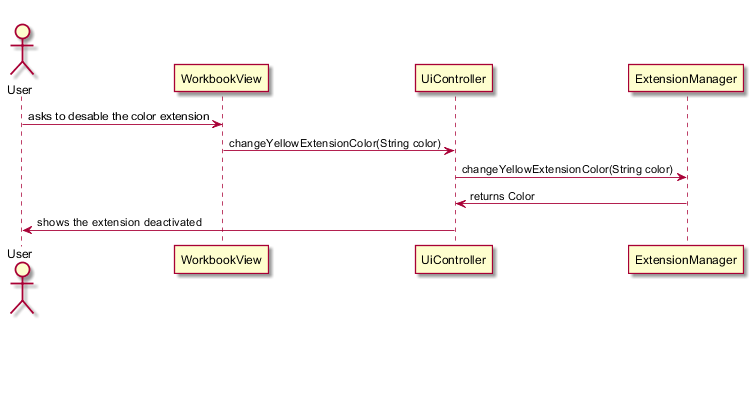 User
WorkbookView
UiController
ExtensionManager
asks to desable the color extension
changeYellowExtensionColor(String color)
changeYellowExtensionColor(String color)
returns Color
shows the extension deactivated
User
WorkbookView
UiController
ExtensionManager